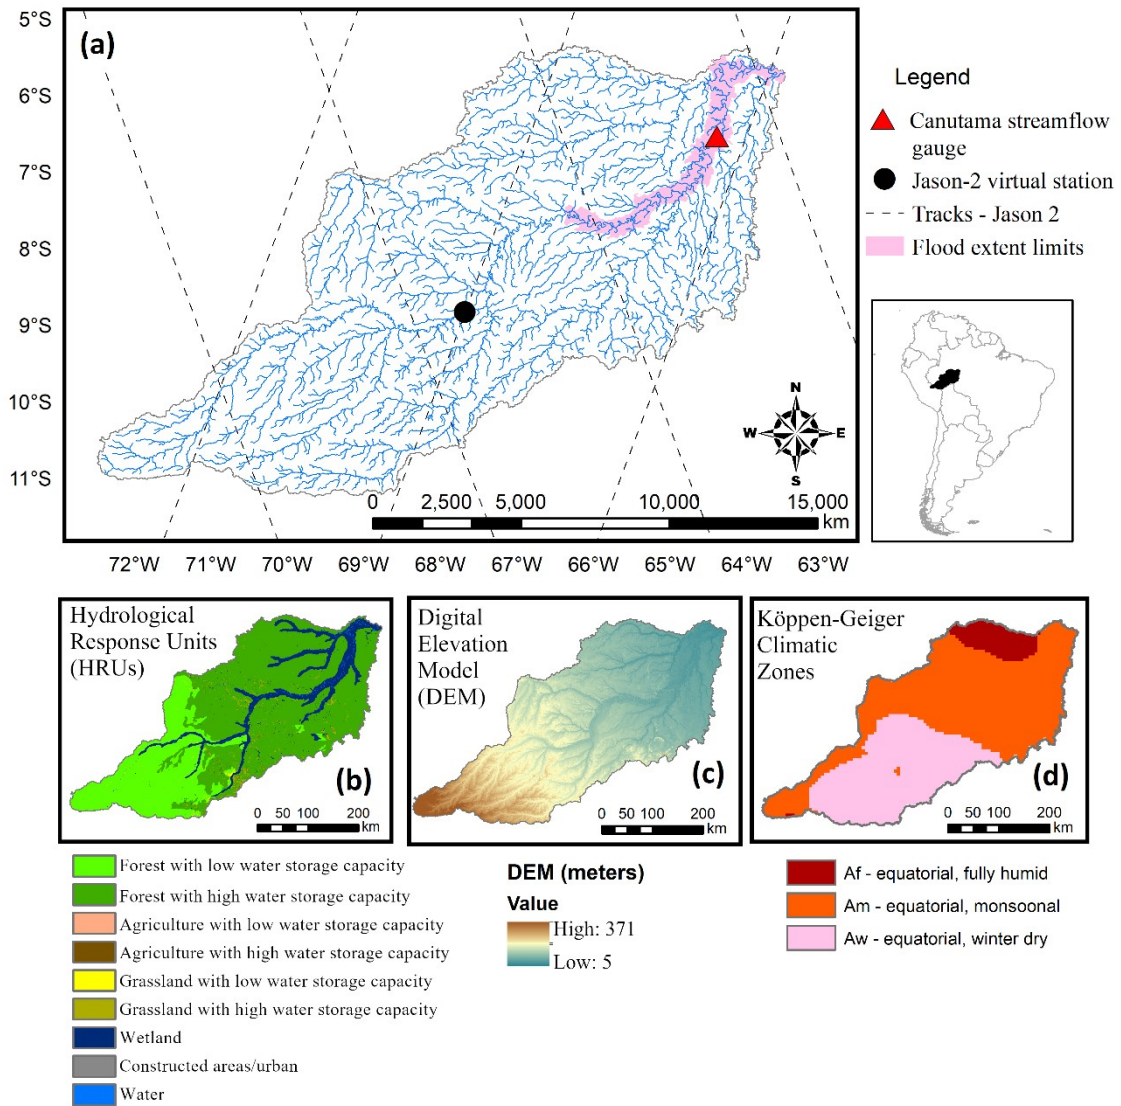 (a)
5°S
6°S
7°S
8°S
9°S
10°S
11°S
72°W 71°W 70°W 69°W 68°W 67°W 66°W 65°W 64°W 63°W
N
W E
S
0 2,500 5,000 10,000 15,000
km
Legend
Canutama streamflow
gauge
Jason-2 virtual station
Tracks - Jason 2
Flood extent limits
Hydrological
Response Units
(HRUs)
(b)
0 50 100 200
km
Digital
Elevation
Model
(DEM)
(c)
0 50 100 200
km
Köppen-Geiger
Climatic
Zones
(d)
0 50 100 200
km
Forest with low water storage capacity
Forest with high water storage capacity
Agriculture with low water storage capacity
Agriculture with high water storage capacity
Grassland with low water storage capacity
Grassland with high water storage capacity
Wetland
Constructed areas/urban
Water
DEM (meters)
Value
High: 371
Low: 5
Af - equatorial, fully humid
Am - equatorial, monsoonal
Aw - equatorial, winter dry